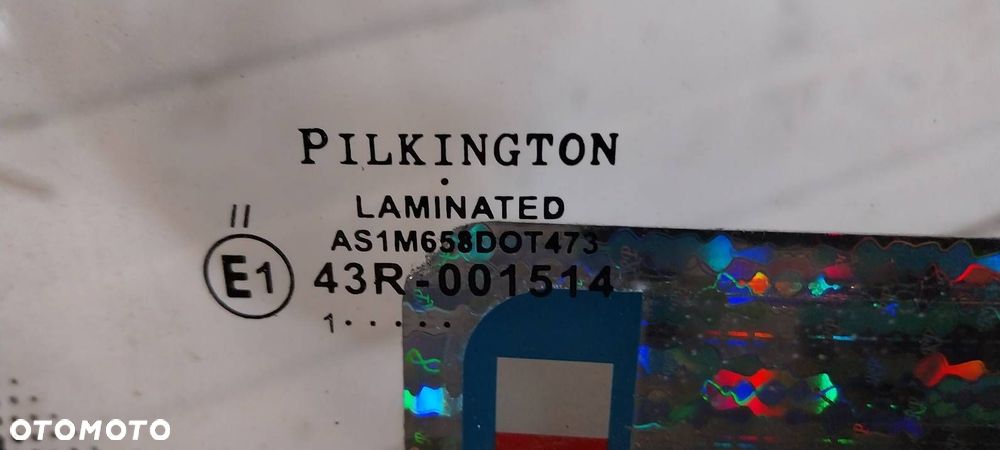 PILKINGTON
LAMINATED
II
AS1M658DOT473
E1
43R-001514
1.....
OTOMOTO